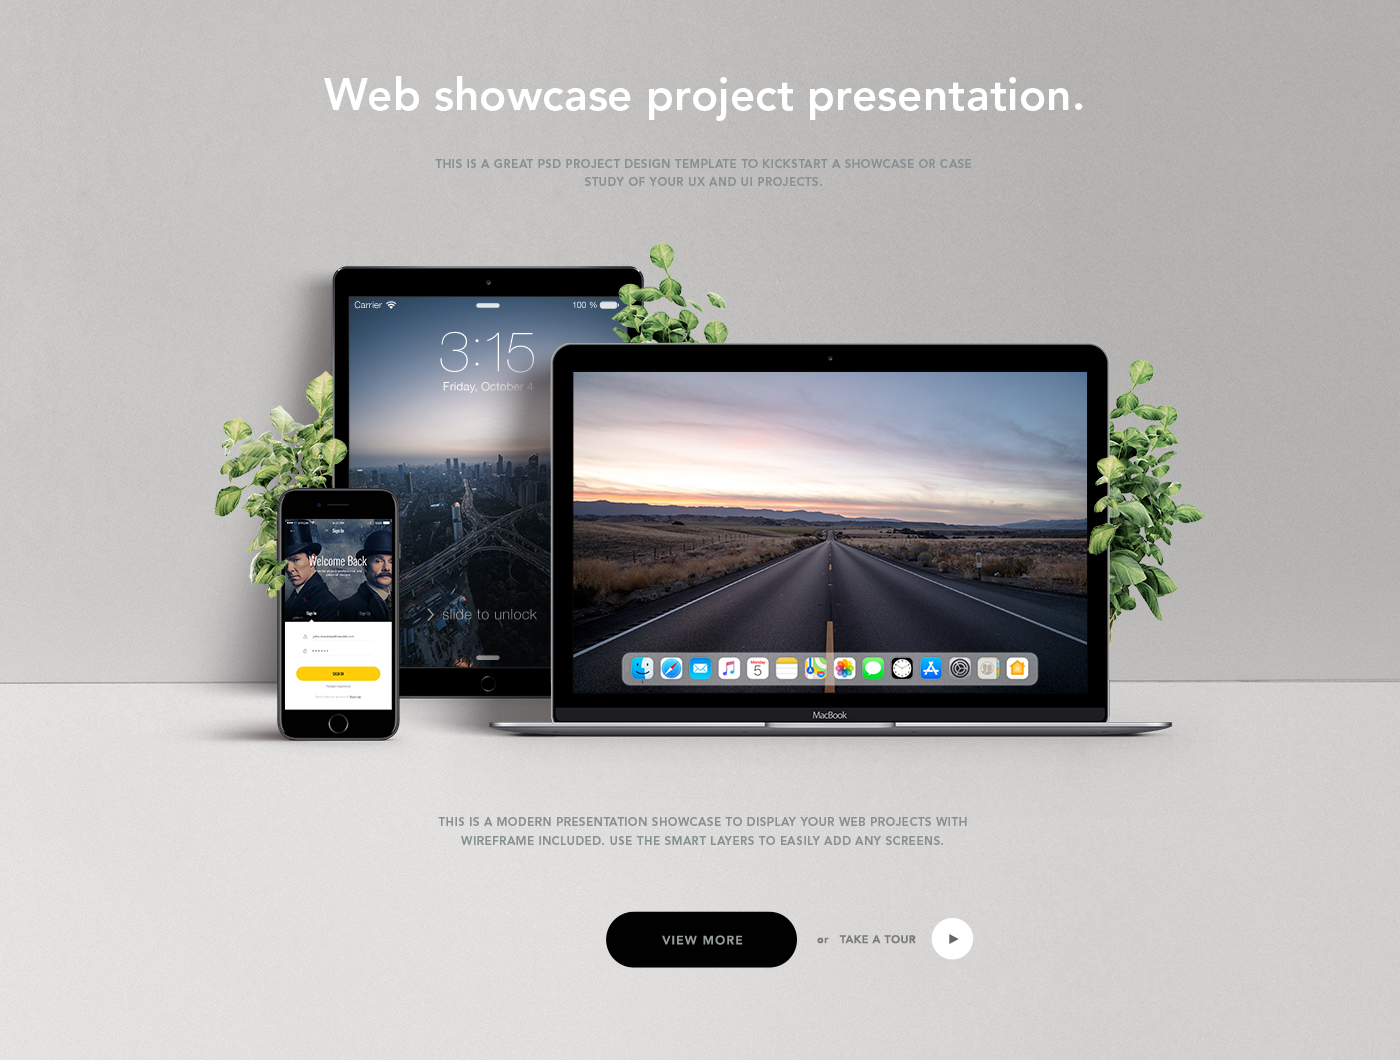 Web showcase project presentation.
THIS IS A GREAT PSD PROJECT DESIGN TEMPLATE TO KICKSTART A SHOWCASE OR CASE
STUDY OF YOUR UX AND UI PROJECTS.
Carrier 100 %
3:15
Friday, October 4
slide to unlock
Sign In
Welcome Back
Sign In Sign Up
SIGN IN
Monday
5
MacBook
THIS IS A MODERN PRESENTATION SHOWCASE TO DISPLAY YOUR WEB PROJECTS WITH
WIREFRAME INCLUDED. USE THE SMART LAYERS TO EASILY ADD ANY SCREENS.
VIEW MORE or TAKE A TOUR